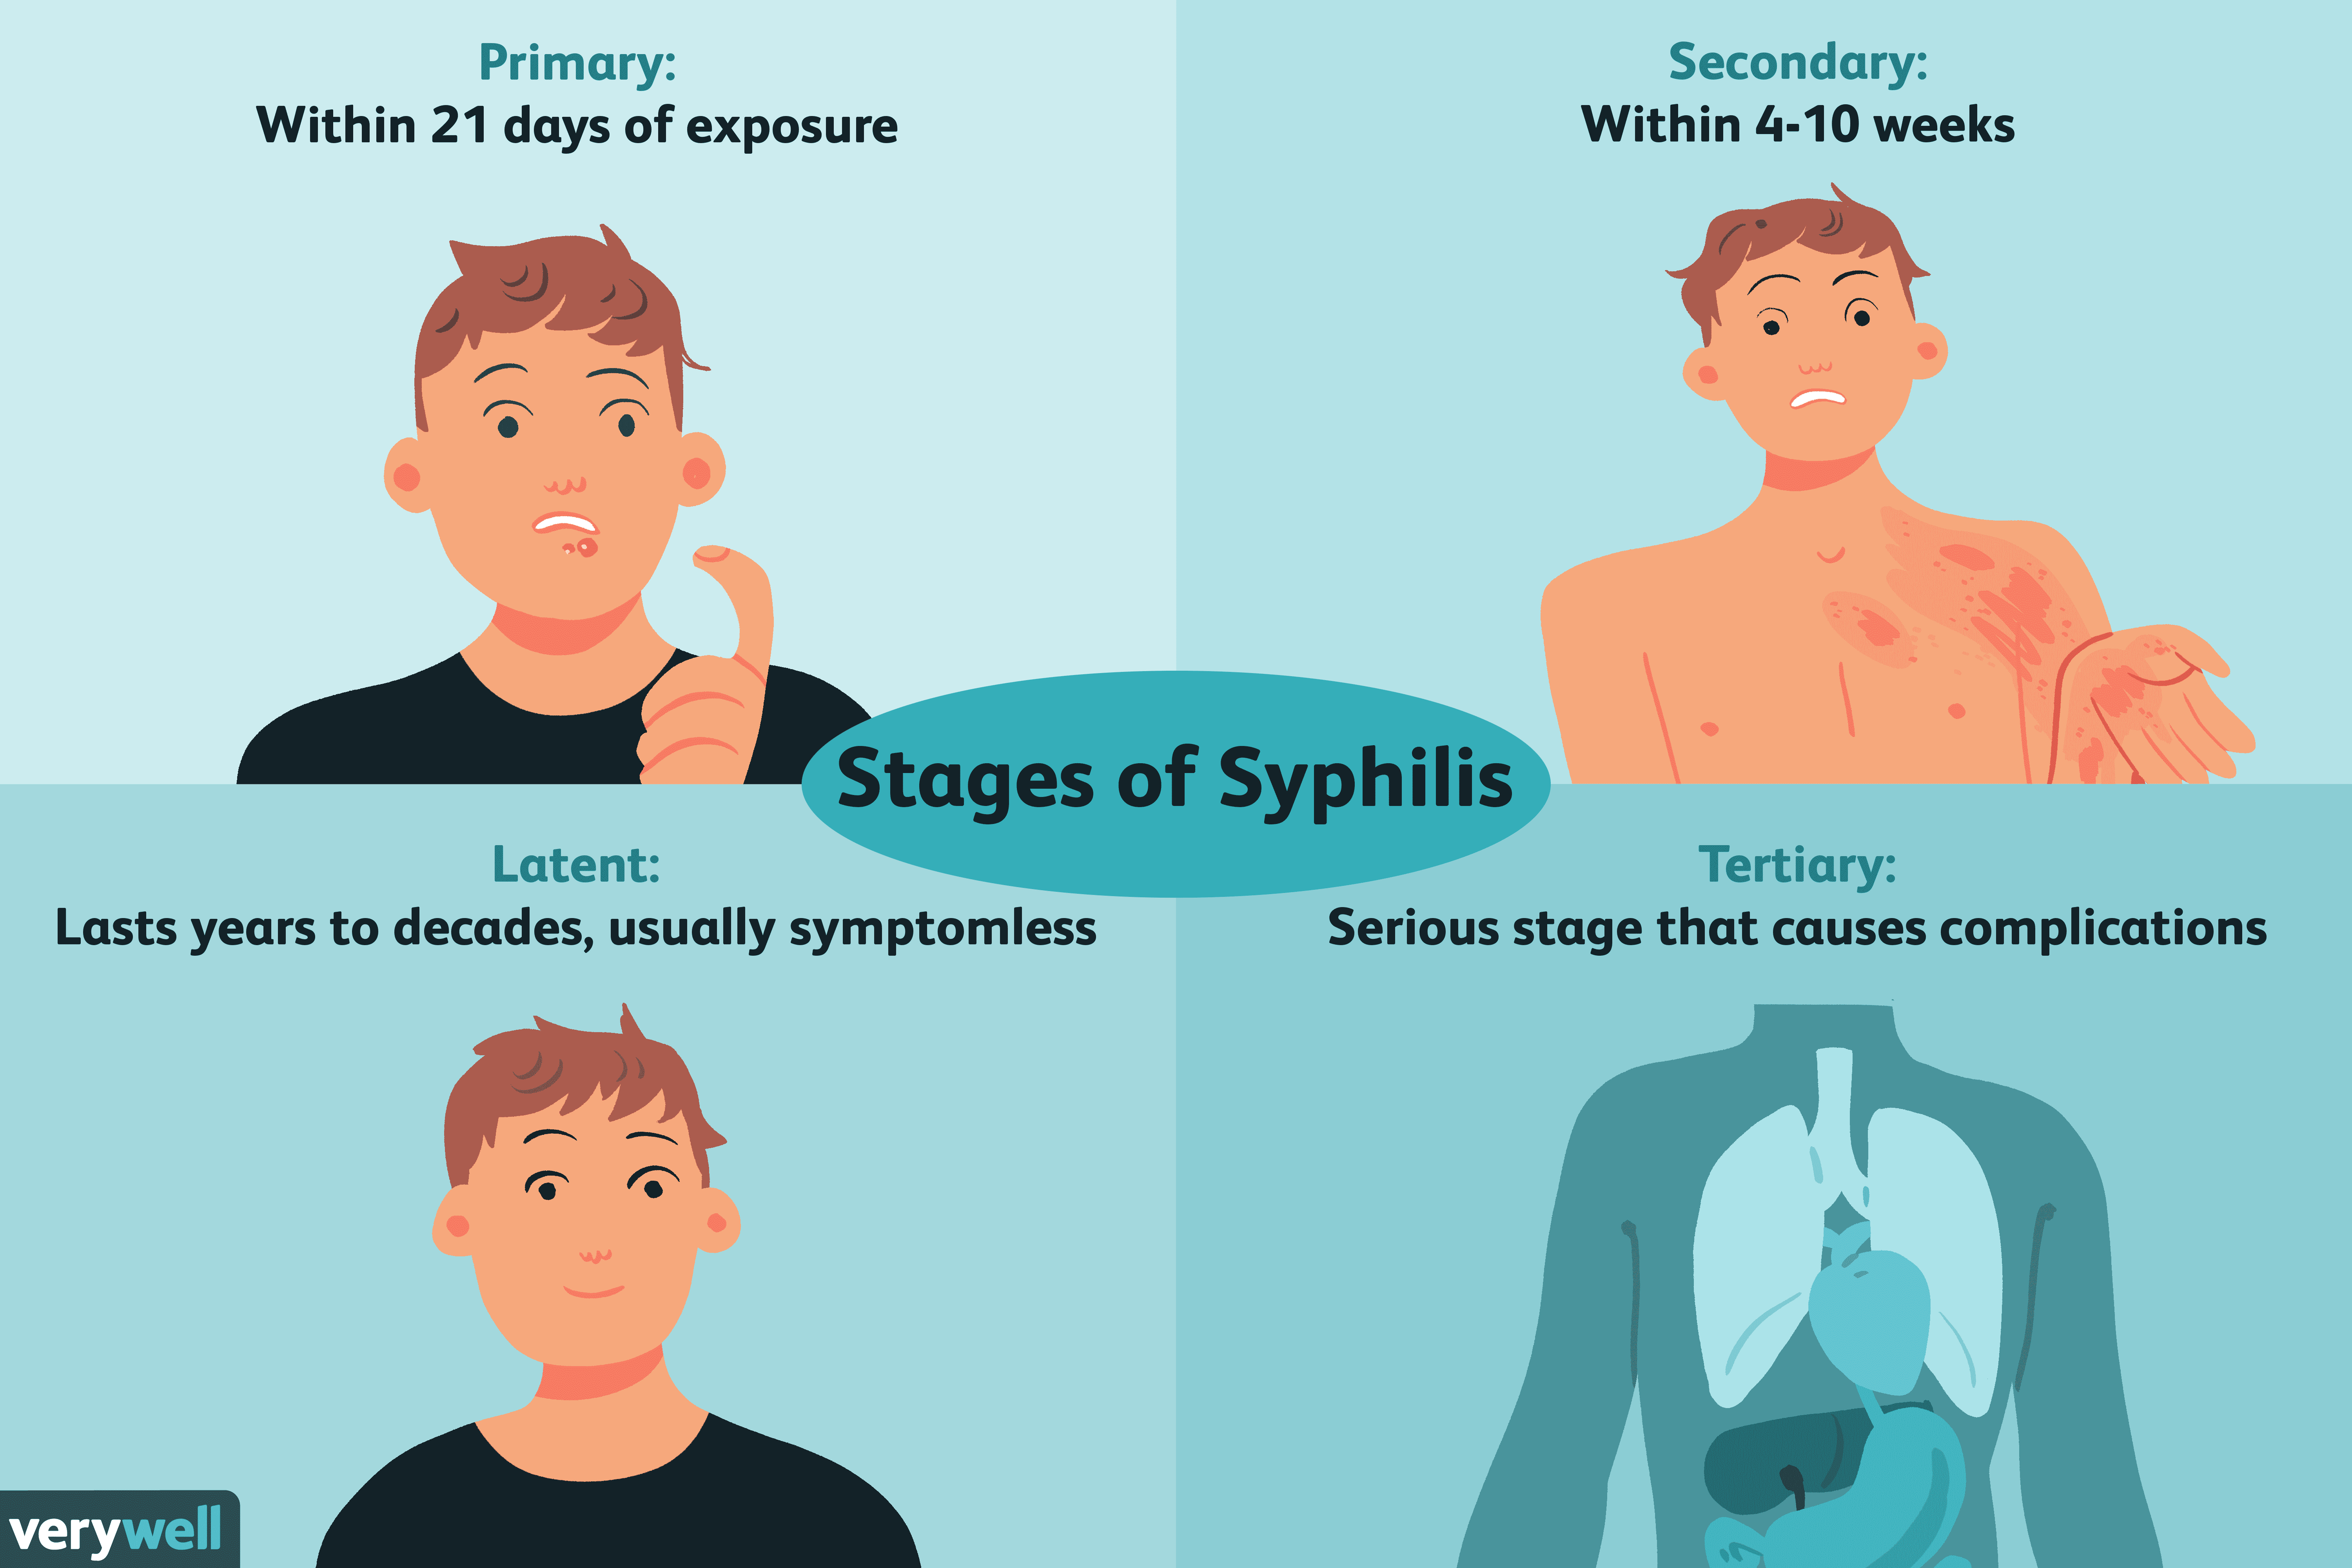 Primary:
Within 21 days of exposure
Secondary:
Within 4-10 weeks
Stages of Syphilis
Latent:
Lasts years to decades, usually symptomless
Tertiary:
Serious stage that causes complications
verywell